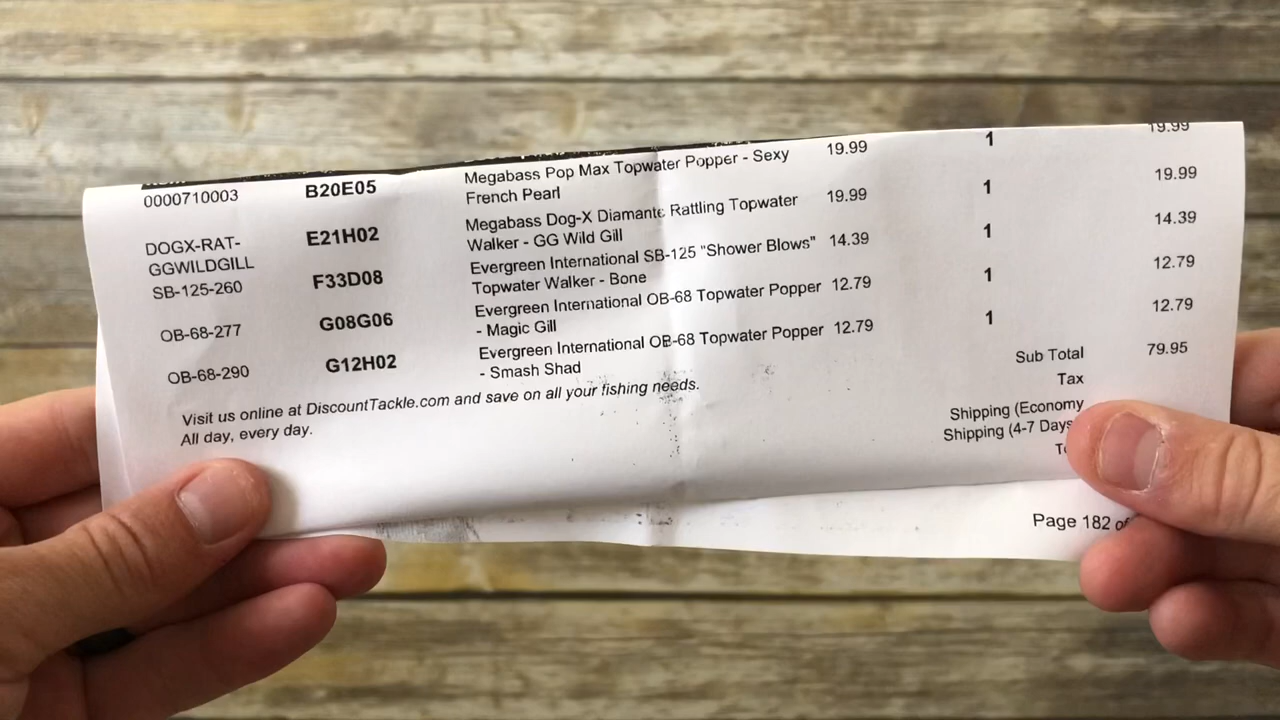 0000710003 B20E05 Megabass Pop Max Topwater Popper - Sexy 19.99 1 19.99
French Pearl
DOGX-RAT- E21H02 Megabass Dog-X Diamante Rattling Topwater 19.99 1 19.99
GGWILDGILL Walker - GG Wild Gill
SB-125-260 F33D08 Evergreen International SB-125 "Shower Blows" 14.39 1 14.39
Topwater Walker - Bone
OB-68-277 G08G06 Evergreen International OB-68 Topwater Popper 12.79 1 12.79
- Magic Gill
OB-68-290 G12H02 Evergreen International OB-68 Topwater Popper 12.79 1 12.79
- Smash Shad
Sub Total 79.95
Tax
Visit us online at DiscountTackle.com and save on all your fishing needs.
All day, every day.
Shipping (Economy
Shipping (4-7 Days
Page 182 of